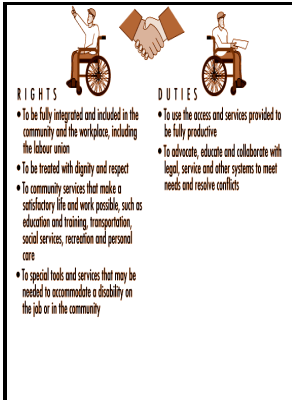 RIGHTS
• To be fully integrated and included in the
community and the workplace, including
the labour union
• To be treated with dignity and respect
• To community services that make a
satisfactory life and work possible, such as
education and training, transportation,
social services, recreation and personal
care
• To special tools and services that may be
needed to accommodate a disability on
the job or in the community
DUTIES
• To use the access and services provided to
be fully productive
• To advocate, educate and collaborate with
legal, service and other systems to meet
needs and resolve conflicts